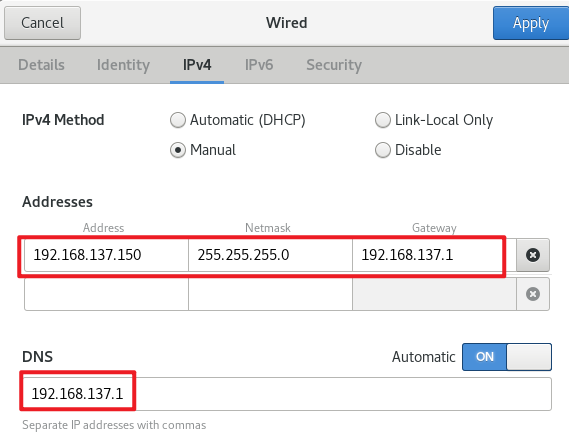 Cancel Wired Apply
Details Identity IPv4 IPv6 Security
IPv4 Method Automatic (DHCP) Link-Local Only
Manual Disable
Addresses
Address Netmask Gateway
192.168.137.150 255.255.255.0 192.168.137.1
DNS Automatic ON
192.168.137.1
Separate IP addresses with commas